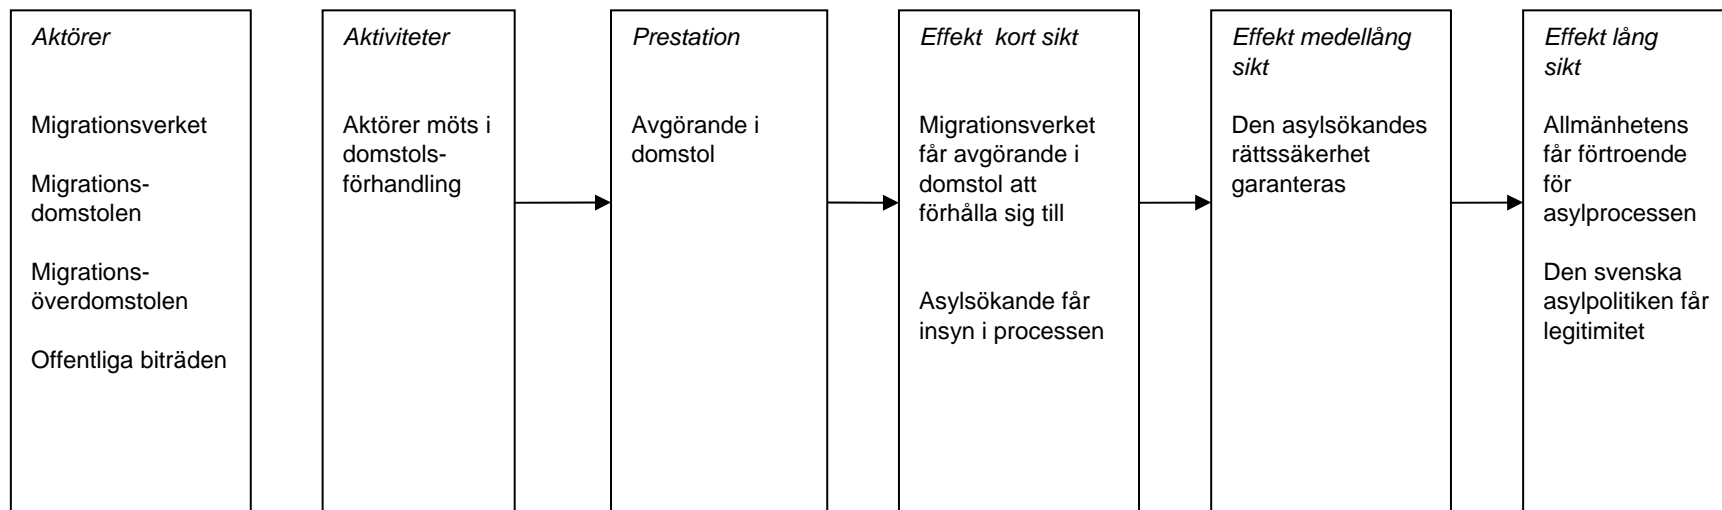 Aktörer
Migrationsverket
Migrations-
domstolen
Migrations-
överdomstolen
Offentliga biträden
Aktiviteter
Aktörer möts i
domstols-
förhandling
Prestation
Avgörande i
domstol
Effekt kort sikt
Migrationsverket
får avgörande i
domstol att
förhålla sig till
Asylsökande får
insyn i processen
Effekt medellång
sikt
Den asylsökandes
rättssäkerhet
garanteras
Effekt lång
sikt
Allmänhetens
får förtroende
för
asylprocessen
Den svenska
asylpolitiken får
legitimitet